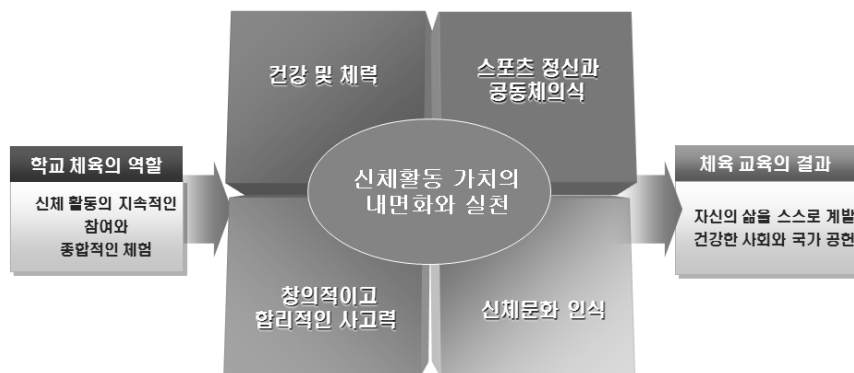 건강 및 체력
스포츠 정신과
공동체의식
학교 체육의 역할
신체 활동의 지속적인
참여와
종합적인 체험
신체활동 가치의
내면화와 실천
체육 교육의 결과
자신의 삶을 스스로 계발
건강한 사회와 국가 공헌
창의적이고
합리적인 사고력
신체문화 인식